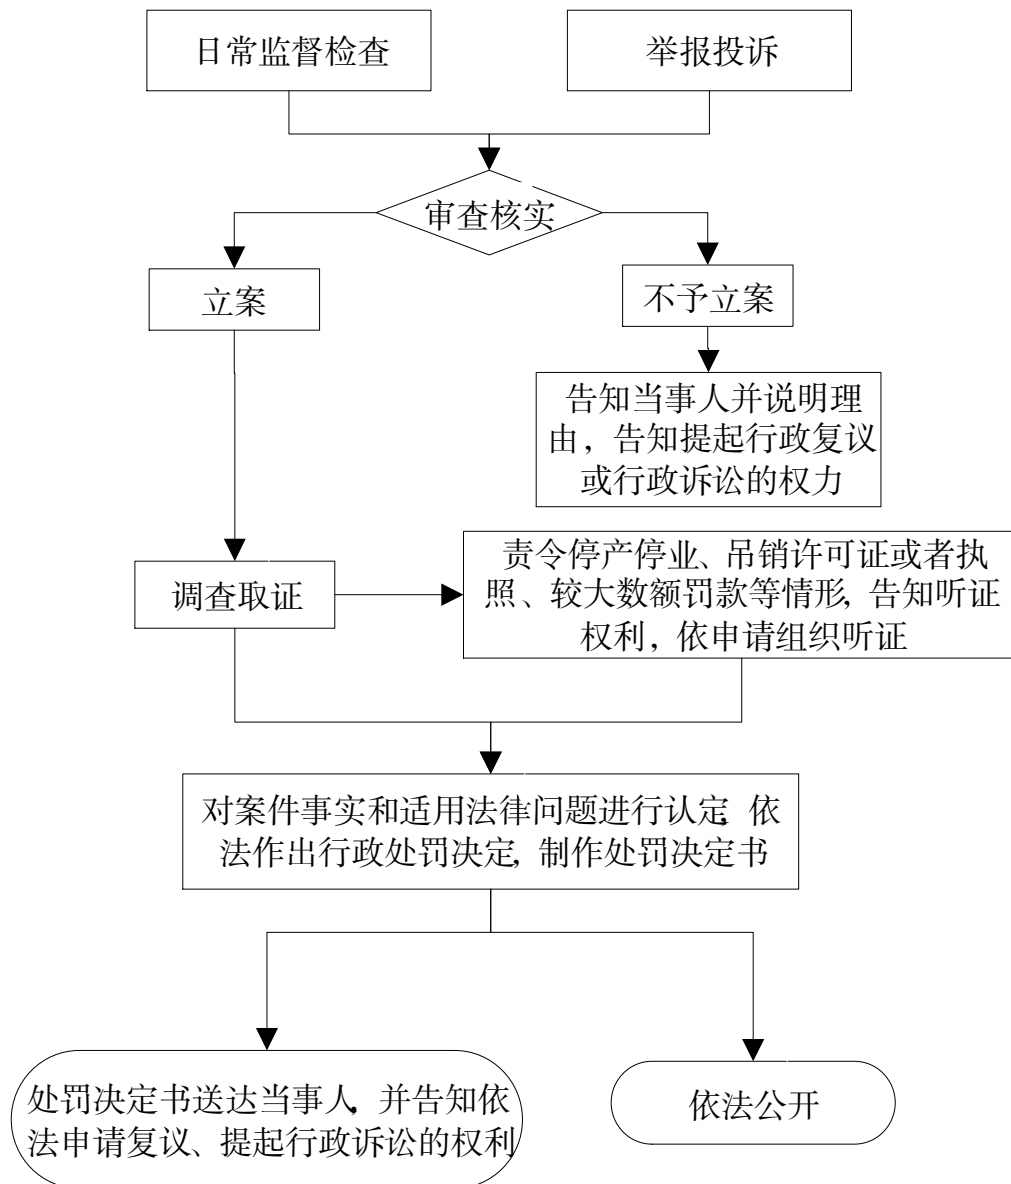 日常监督检查
举报投诉
审查核实
立案
不予立案
告知当事人并说明理
由，告知提起行政复议
或行政诉讼的权力
调查取证
责令停产停业、吊销许可证或者执
照、较大数额罚款等情形，告知听证
权利，依申请组织听证
对案件事实和适用法律问题进行认定，依
法作出行政处罚决定，制作处罚决定书
处罚决定书送达当事人，并告知依
法申请复议、提起行政诉讼的权利
依法公开